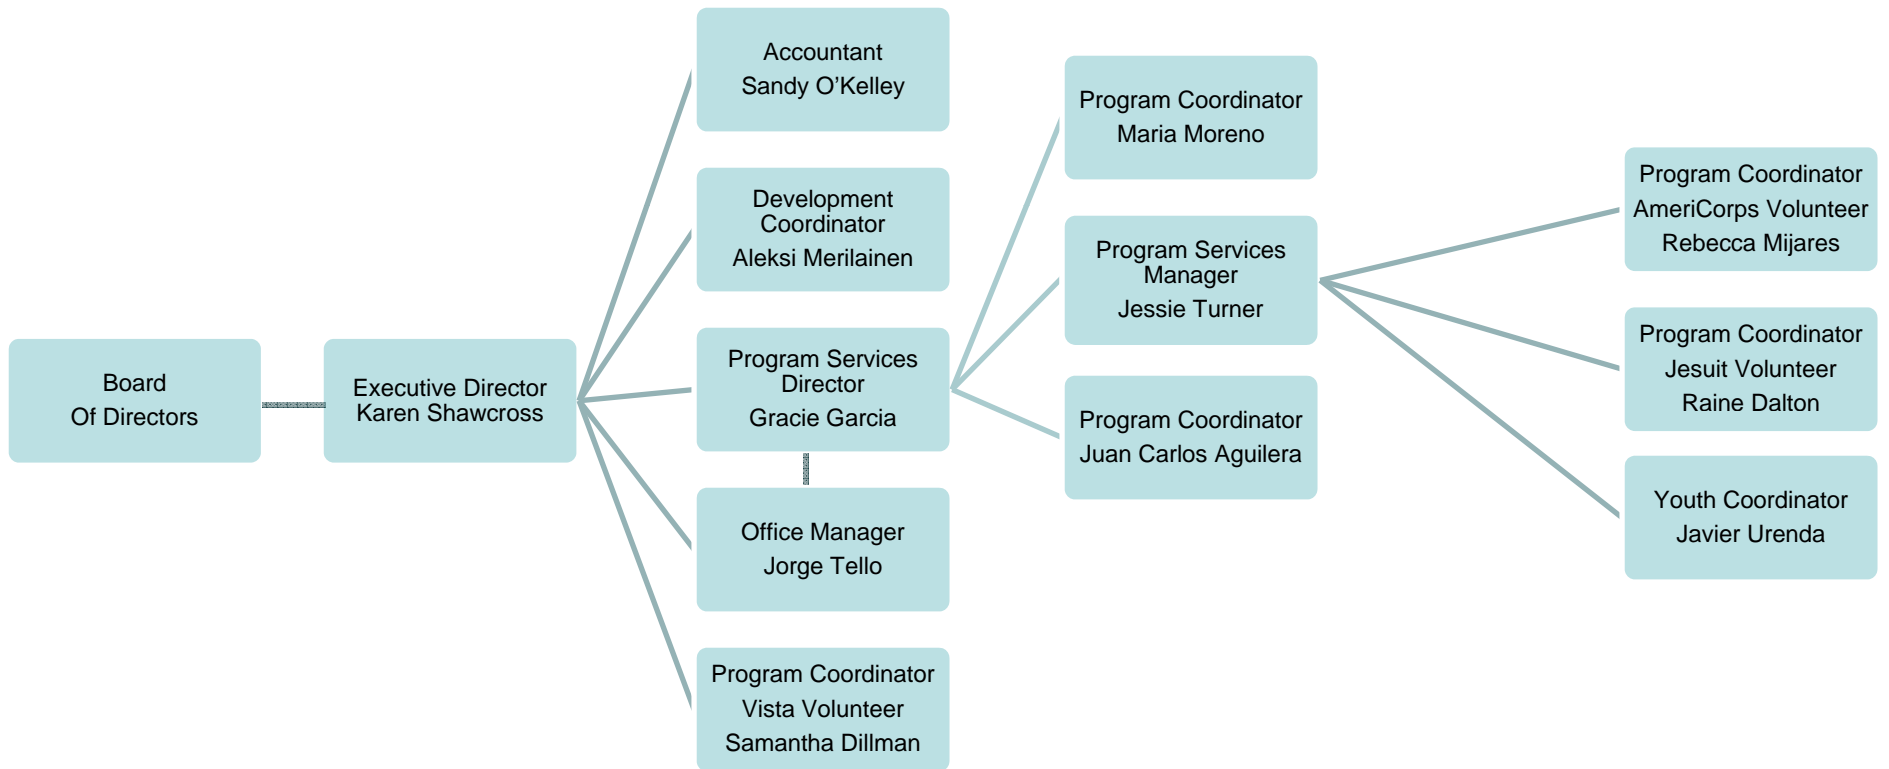 Board
Of Directors
Executive Director
Karen Shawcross
Accountant
Sandy O’Kelley
Development
Coordinator
Aleksi Merilainen
Program Services
Director
Gracie Garcia
Office Manager
Jorge Tello
Program Coordinator
Vista Volunteer
Samantha Dillman
Program Coordinator
Maria Moreno
Program Services
Manager
Jessie Turner
Program Coordinator
Juan Carlos Aguilera
Program Coordinator
AmeriCorps Volunteer
Rebecca Mijares
Program Coordinator
Jesuit Volunteer
Raine Dalton
Youth Coordinator
Javier Urenda